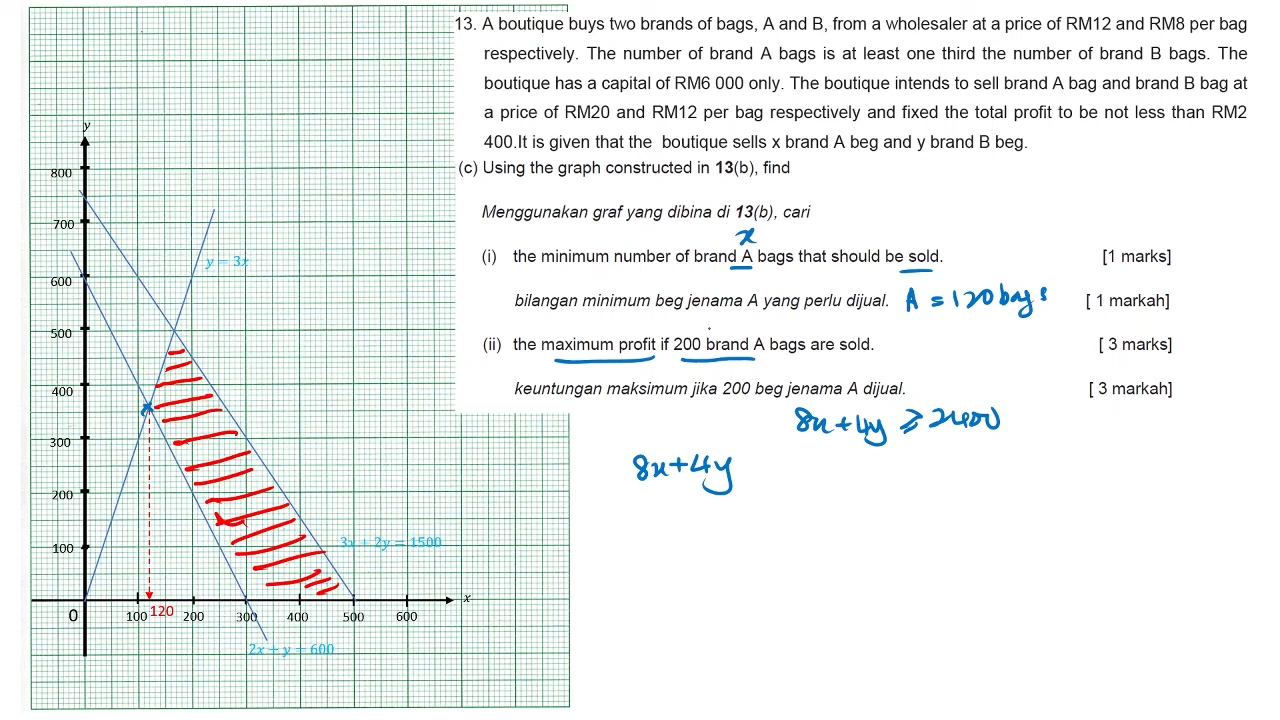 13. A boutique buys two brands of bags, A and B, from a wholesaler at a price of RM12 and RM8 per bag
respectively. The number of brand A bags is at least one third the number of brand B bags. The
boutique has a capital of RM6 000 only. The boutique intends to sell brand A bag and brand B bag at
a price of RM20 and RM12 per bag respectively and fixed the total profit to be not less than RM2
400.It is given that the boutique sells x brand A beg and y brand B beg.
(c) Using the graph constructed in 13(b), find
Menggunakan graf yang dibina di 13(b), cari
x
(i) the minimum number of brand A bags that should be sold. [1 marks]
bilangan minimum beg jenama A yang perlu dijual. A = 120 bags [ 1 markah]
(ii) the maximum profit if 200 brand A bags are sold. [ 3 marks]
keuntungan maksimum jika 200 beg jenama A dijual. [ 3 markah]
8x+4y ≥ 2400
8x+4y
y
800
700
600
500
400
300
200
100
0
100
120
200
300
400
500
600
x
y = 3x
3x + 2y = 1500
2x + y = 600